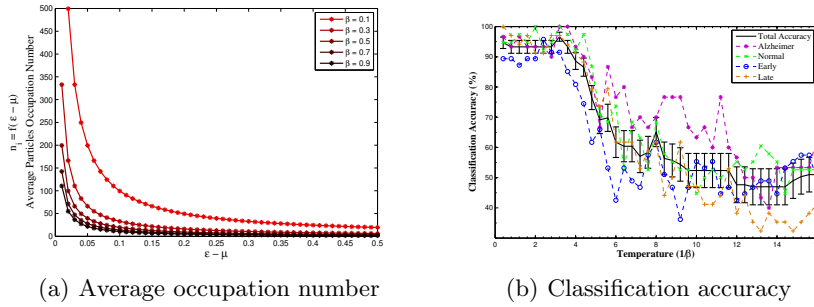 500
450
400
350
300
250
200
150
100
50
0
0 0.05 0.1 0.15 0.2 0.25 0.3 0.35 0.4 0.45 0.5
ε − μ
Average Particles Occupation Number
n_i = f( ε − μ)
β = 0.1
β = 0.3
β = 0.5
β = 0.7
β = 0.9
(a) Average occupation number
100
90
80
70
60
50
40
30
0 2 4 6 8 10 12 14
Temperature (1/β)
Classification Accuracy (%)
Total Accuracy
Alzheimer
Normal
Early
Late
(b) Classification accuracy